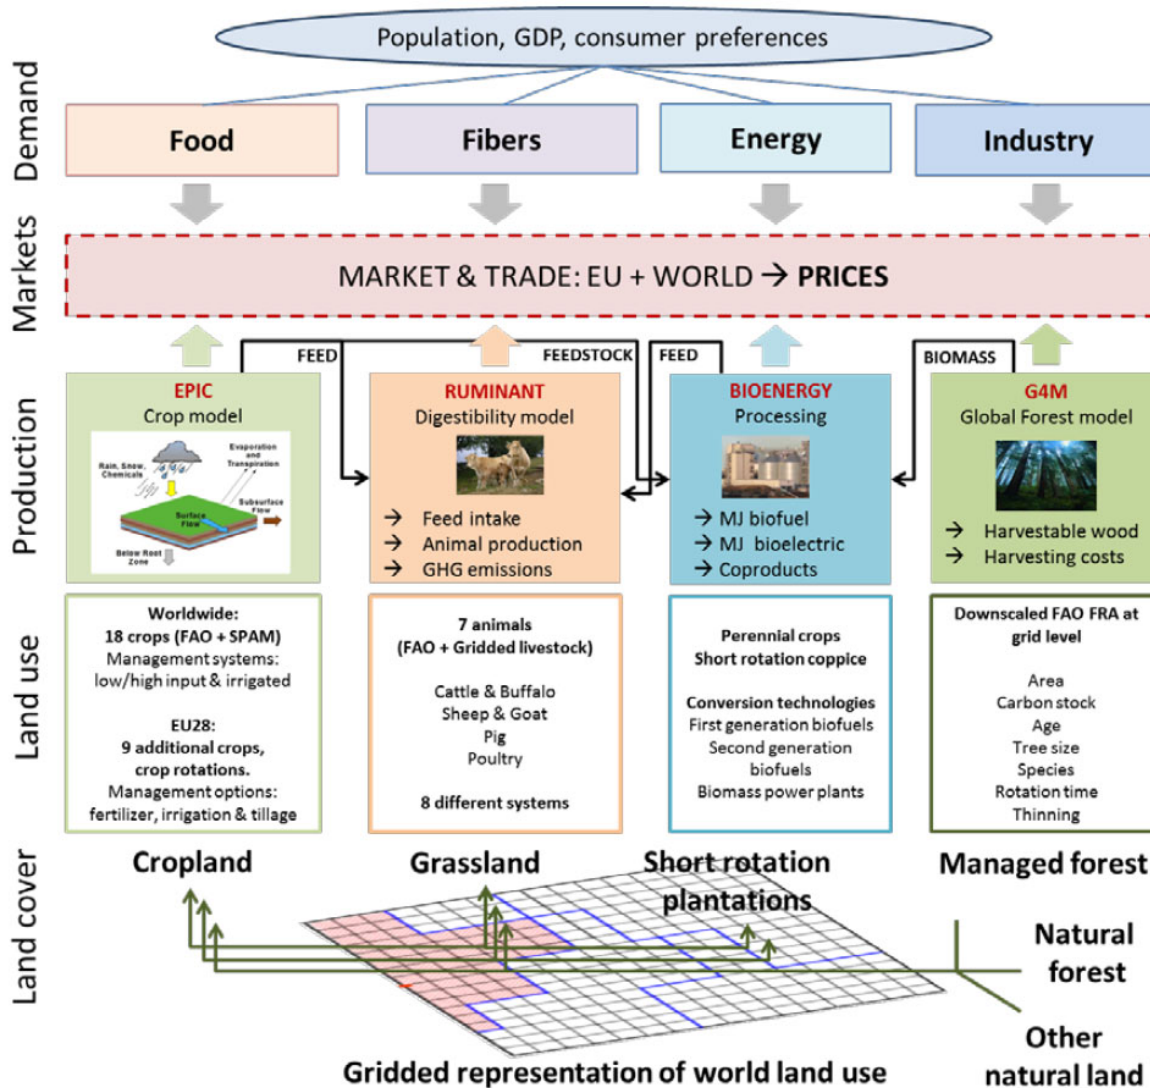 Population, GDP, consumer preferences
Demand
Food
Fibers
Energy
Industry
Markets
MARKET & TRADE: EU + WORLD → PRICES
FEED
FEEDSTOCK
FEED
BIOMASS
Production
EPIC
Crop model
Rain, Snow,
Chemicals
Evaporation
and
Transpiration
Subsurface
Flow
Surface
Flow
Below Root
Zone
RUMINANT
Digestibility model
→ Feed intake
→ Animal production
→ GHG emissions
BIOENERGY
Processing
→ MJ biofuel
→ MJ bioelectric
→ Coproducts
G4M
Global Forest model
→ Harvestable wood
→ Harvesting costs
Land use
Worldwide:
18 crops (FAO + SPAM)
Management systems:
low/high input & irrigated
EU28:
9 additional crops,
crop rotations.
Management options:
fertilizer, irrigation & tillage
7 animals
(FAO + Gridded livestock)
Cattle & Buffalo
Sheep & Goat
Pig
Poultry
8 different systems
Perennial crops
Short rotation coppice
Conversion technologies
First generation biofuels
Second generation
biofuels
Biomass power plants
Downscaled FAO FRA at
grid level
Area
Carbon stock
Age
Tree size
Species
Rotation time
Thinning
Land cover
Cropland
Grassland
Short rotation
plantations
Managed forest
Natural
forest
Other
natural land
Gridded representation of world land use